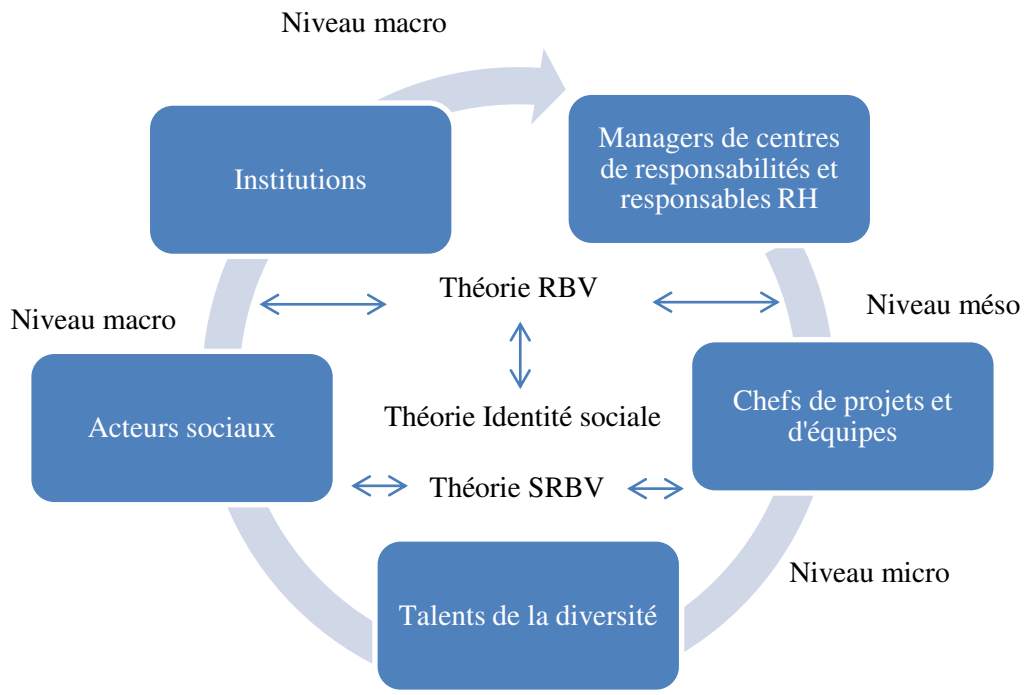 Niveau macro
Institutions
Managers de centres
de responsabilités et
responsables RH
Théorie RBV
Niveau macro
Niveau méso
Acteurs sociaux
Théorie Identité sociale
Chefs de projets et
d'équipes
Théorie SRBV
Niveau micro
Talents de la diversité